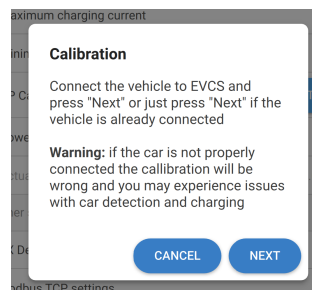 aximum charging current
Calibration
Connect the vehicle to EVCS and
press "Next" or just press "Next" if the
vehicle is already connected
Warning: if the car is not properly
connected the callibration will be
wrong and you may experience issues
with car detection and charging
CANCEL NEXT
odbus TCP settings